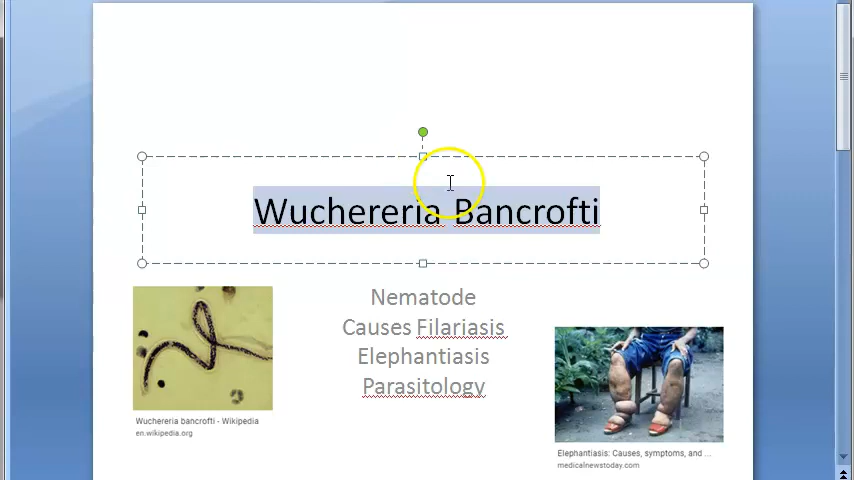 Wuchereria Bancrofti
Nematode
Causes Filariasis
Elephantiasis
Parasitology
Wuchereria bancrofti - Wikipedia
en.wikipedia.org
Elephantiasis: Causes, symptoms, and ...
medicalnewstoday.com